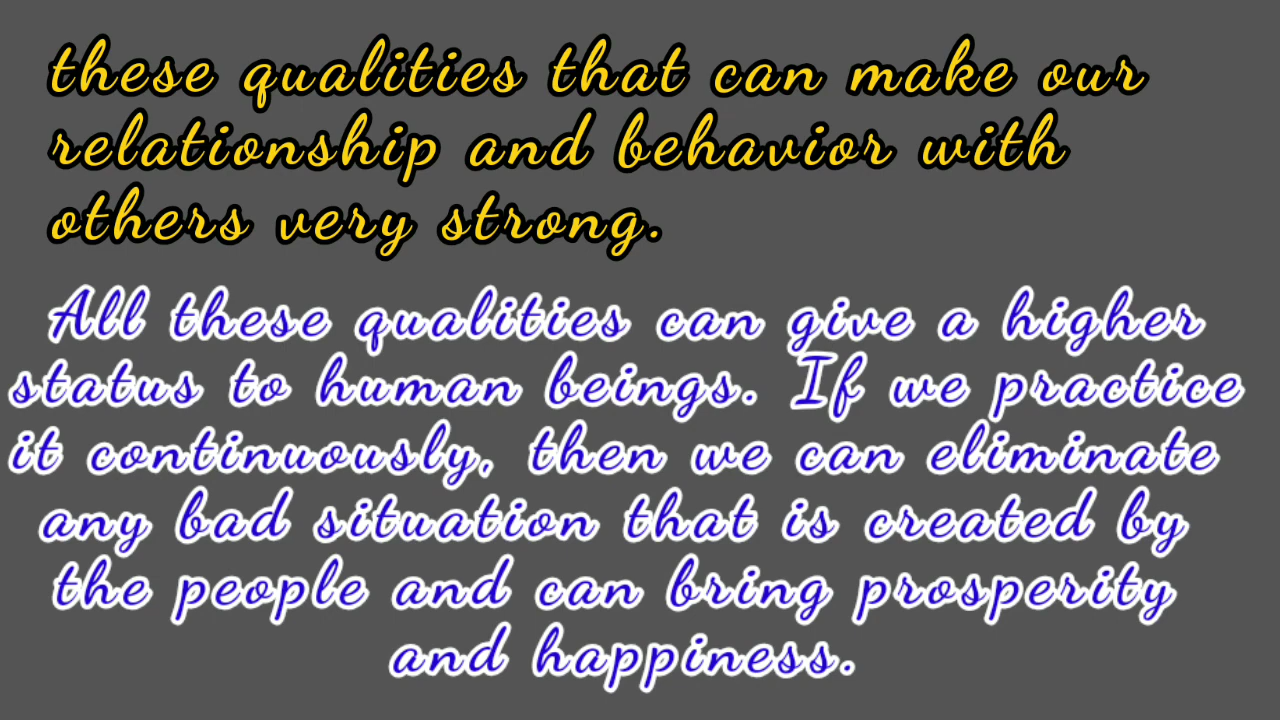 these qualities that can make our
relationship and behavior with
others very strong.
All these qualities can give a higher
status to human beings. If we practice
it continuously, then we can eliminate
any bad situation that is created by
the people and can bring prosperity
and happiness.